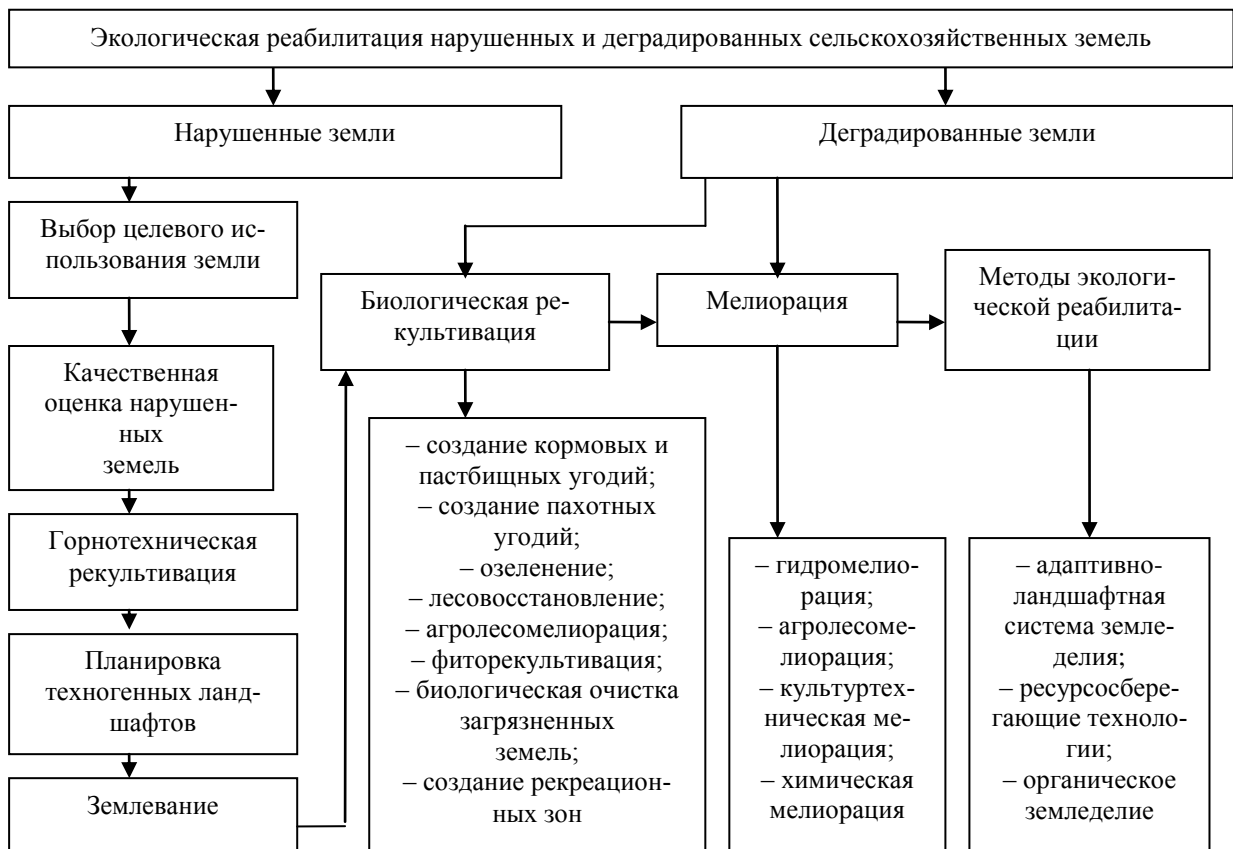 Экологическая реабилитация нарушенных и деградированных сельскохозяйственных земель
Нарушенные земли
Деградированные земли
Выбор целевого ис-
пользования земли
Качественная
оценка нарушен-
ных
земель
Горнотехническая
рекультивация
Планировка
техногенных ланд-
шафтов
Землевание
Биологическая ре-
культивация
Мелиорация
Методы экологи-
ческой реабилита-
ции
– создание кормовых и
пастбищных угодий;
– создание пахотных
угодий;
– озеленение;
– лесовосстановление;
– агролесомелиорация;
– фиторекультивация;
– биологическая очистка
загрязненных
земель;
– создание рекреацион-
ных зон
– гидромелио-
рация;
– агролесоме-
лиорация;
– культуртех-
ническая ме-
лиорация;
– химическая
мелиорация
– адаптивно-
ландшафтная
система земле-
делия;
– ресурсосбере-
гающие техноло-
гии;
– органическое
земледелие